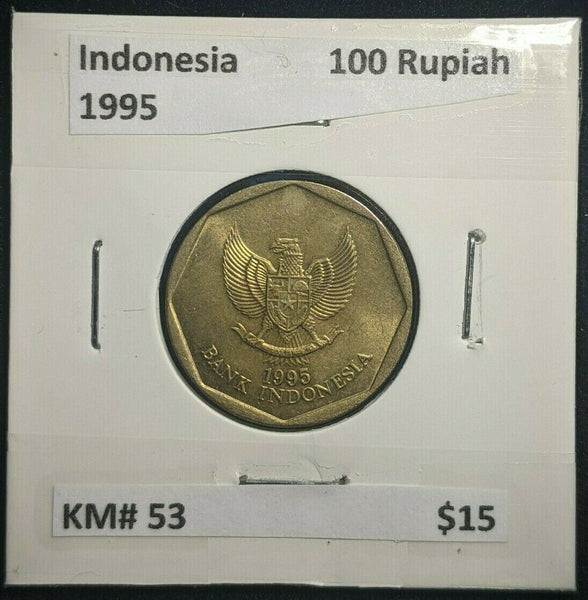 Indonesia 100 Rupiah
1995
1995
BANK INDONESIA
KM# 53 $15